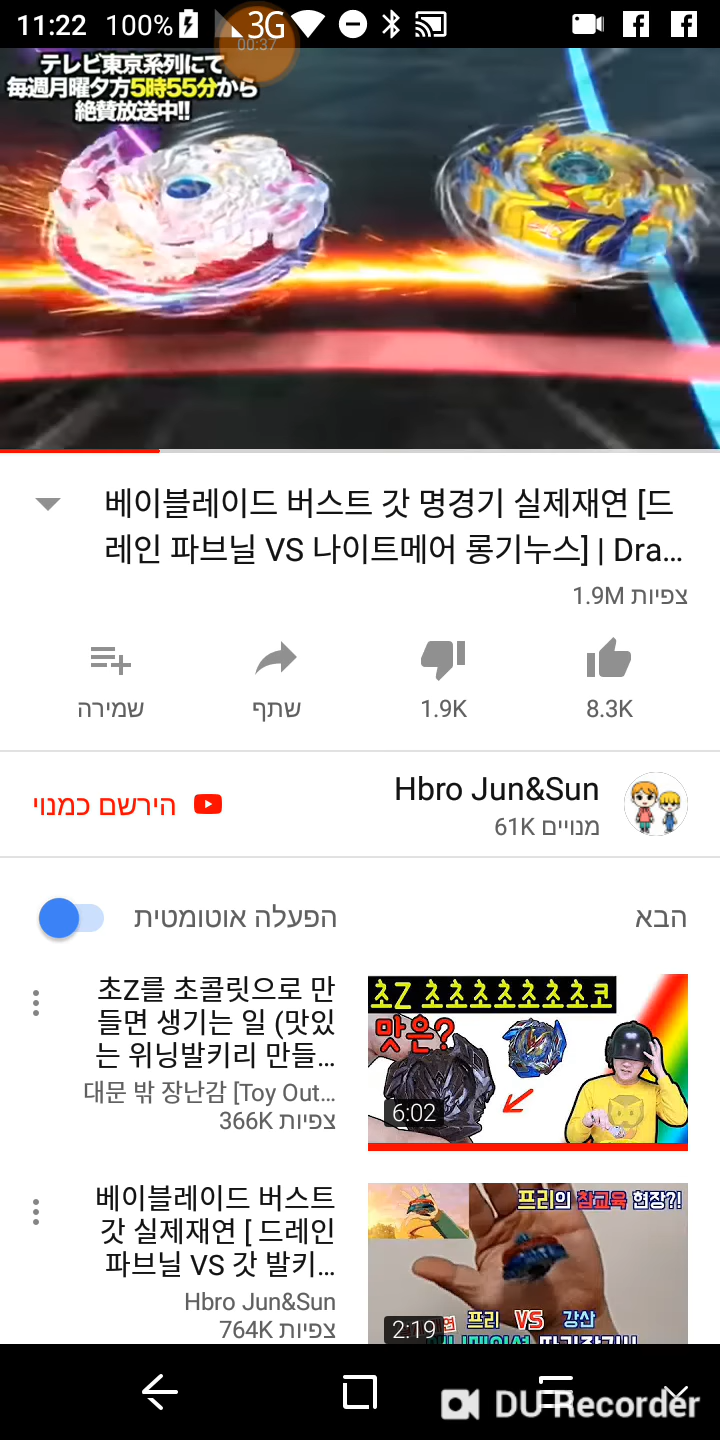 11:22 100% 3G
00:37
テレビ東京系列にて
毎週月曜夕方5時55分から
絶賛放送中!!
베이블레이드 버스트 갓 명경기 실제재연 [드
레인 파브닐 VS 나이트메어 롱기누스] | Dra...
1.9M צפיות
שמירה
שתף
1.9K
8.3K
הירשם כמנוי
Hbro Jun&Sun
61K מנויים
הפעלה אוטומטית
הבא
초Z를 초콜릿으로 만
들면 생기는 일 (맛있
는 위닝발키리 만들...
대문 밖 장난감 [Toy Out...
366K צפיות
초Z 초초초초초초초코
맛은?
6:02
베이블레이드 버스트
갓 실제재연 [ 드레인
파브닐 VS 갓 발키...
Hbro Jun&Sun
764K צפיות
프리의 참교육 현장?!
프리 VS 강산
2:19
DU Recorder